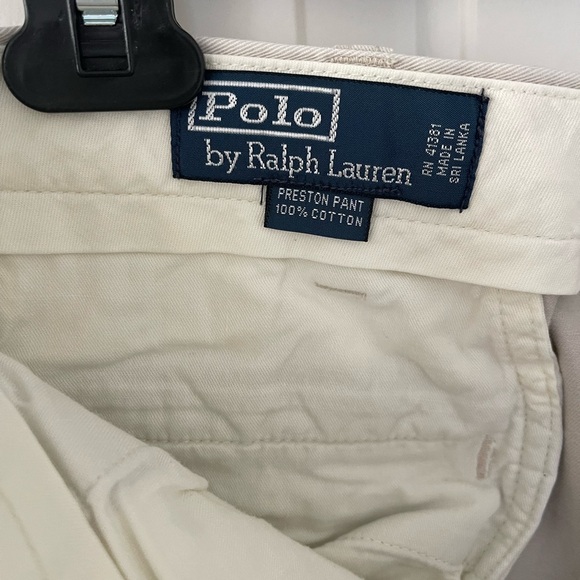 Polo
by Ralph Lauren
RN 41381
MADE IN
SRI LANKA
PRESTON PANT
100% COTTON